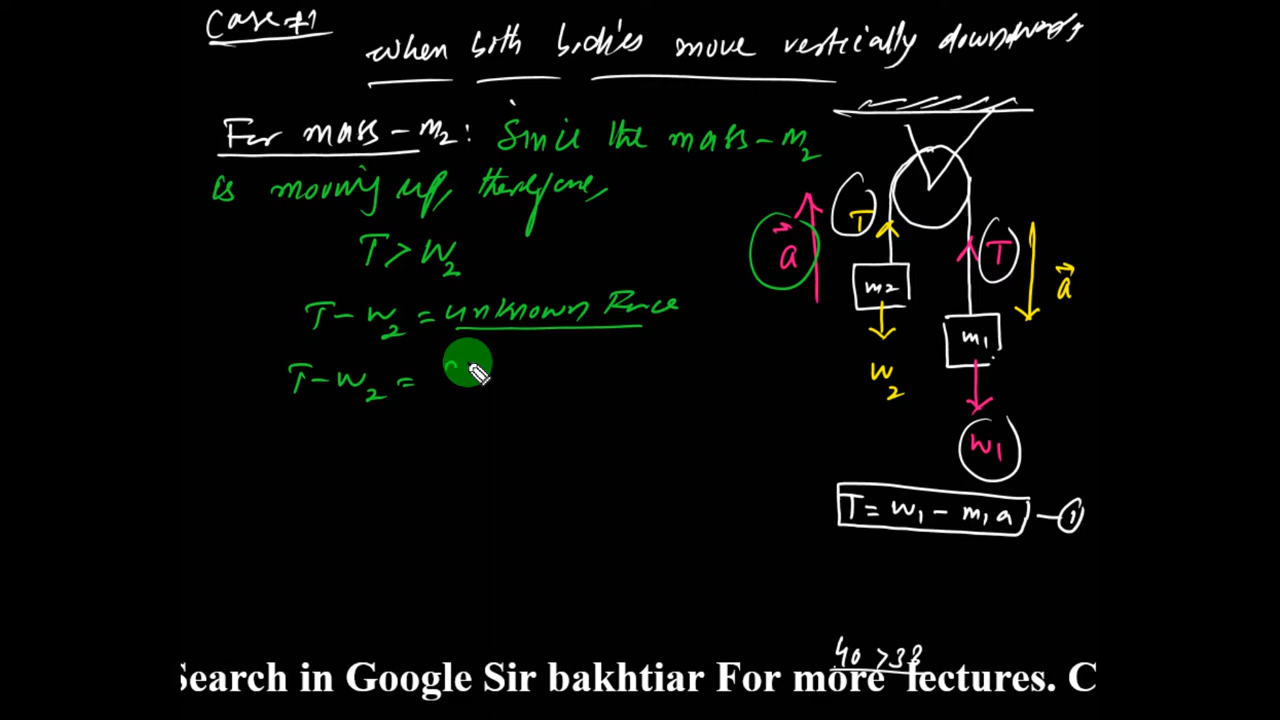 Case #1
when both bodies move vertically downwards
For mass - m₂: Since the mass - m₂
is moving up, therefore,
T > W₂
T - W₂ = unknown Force
T - W₂ =
a⃗
T
T
a⃗
m₂
m₁
W₂
W₁
T = W₁ - m₁a — ①
40 > 38
Search in Google Sir bakhtiar For more lectures. C